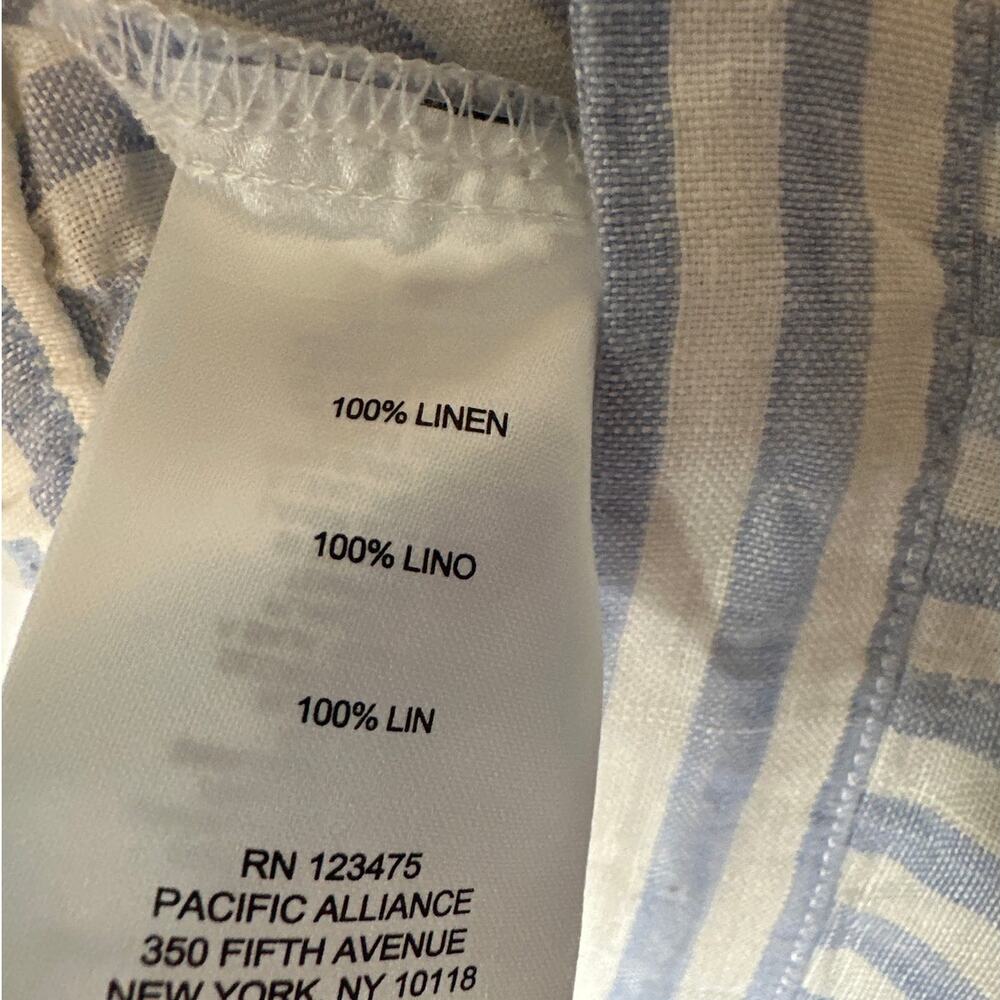 100% LINEN
100% LINO
100% LIN
RN 123475
PACIFIC ALLIANCE
350 FIFTH AVENUE
NEW YORK, NY 10118